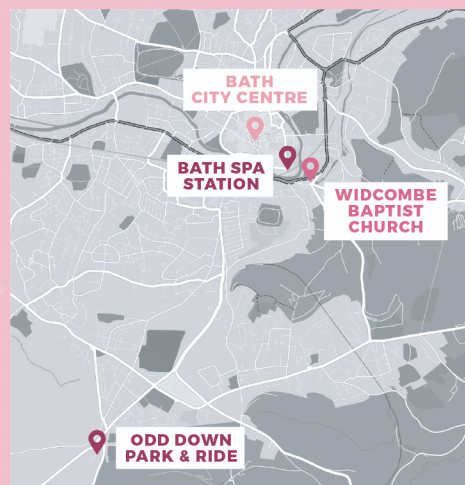 BATH
CITY CENTRE
BATH SPA
STATION
WIDCOMBE
BAPTIST
CHURCH
ODD DOWN
PARK & RIDE